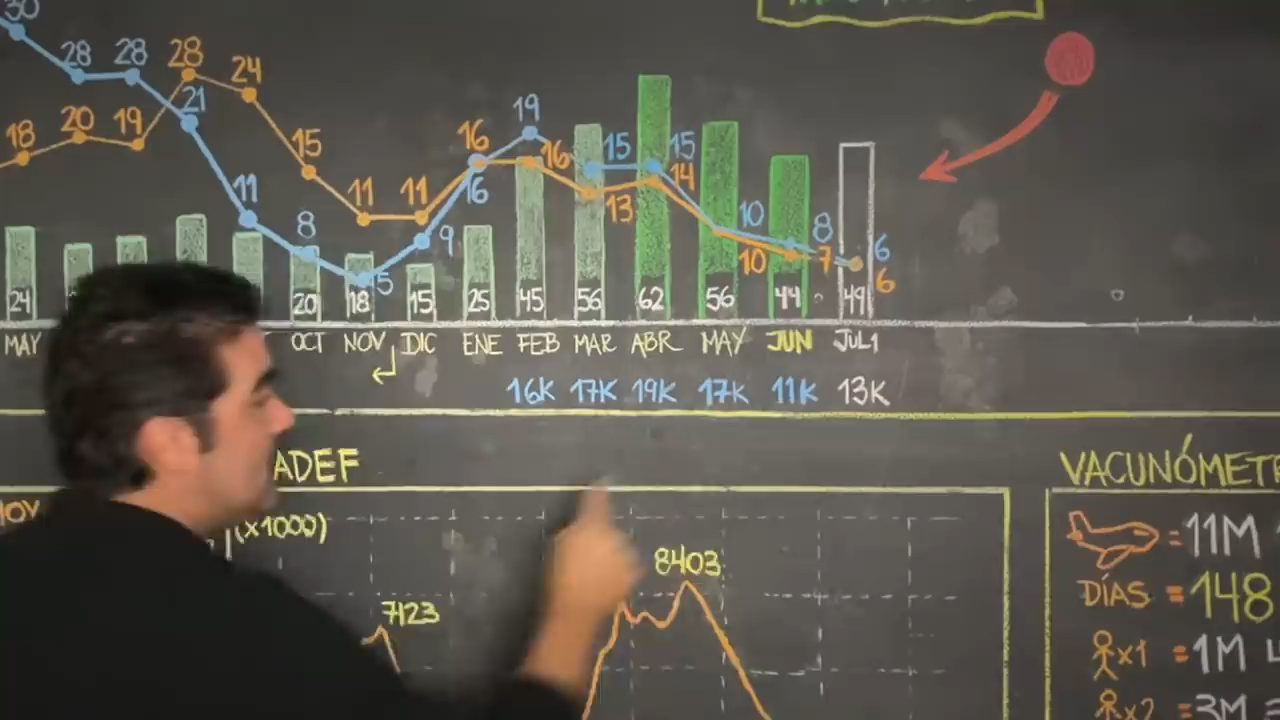 30 28 28 28 24
21
18 20 19 15 11 11 16 19 16 15 15
11 8 5 9 16 13 14 10 10 8 7 6 6
24 20 18 15 25 45 56 62 56 44 49
MAY OCT NOV DIC ENE FEB MAR ABR MAY JUN JUL1
16K 17K 19K 17K 11K 13K
ADEF
HOY
(x1000)
7123
8403
VACUNÓMETR
= 11M
DÍAS = 148
x1 = 1M 4
x2 = 3M